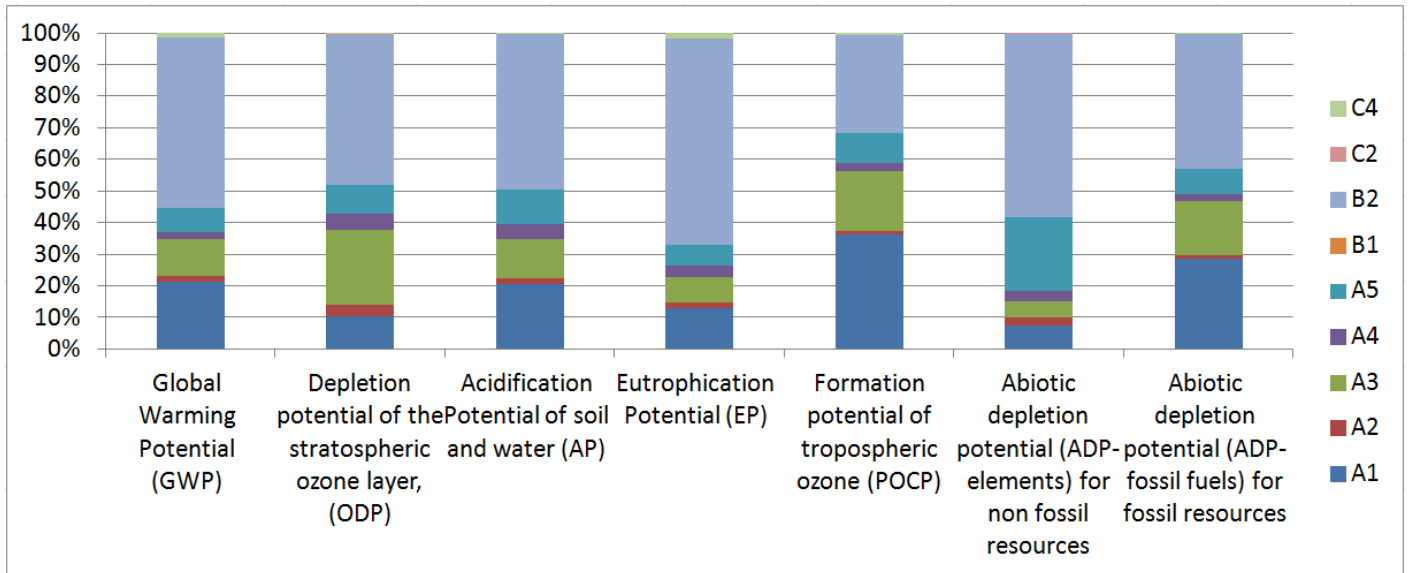 100%
90%
80%
70%
60%
50%
40%
30%
20%
10%
0%
Global
Warming
Potential
(GWP)
Depletion
potential of the
stratospheric
ozone layer,
(ODP)
Acidification
Potential of soil
and water (AP)
Eutrophication
Potential (EP)
Formation
potential of
tropospheric
ozone (POCP)
Abiotic
depletion
potential (ADP-
elements) for
non fossil
resources
Abiotic
depletion
potential (ADP-
fossil fuels) for
fossil resources
C4
C2
B2
B1
A5
A4
A3
A2
A1